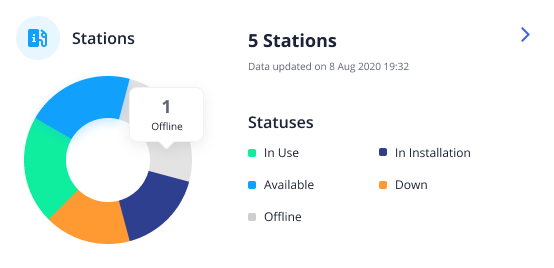 Stations
5 Stations
Data updated on 8 Aug 2020 19:32
1
Offline
Statuses
In Use
In Installation
Available
Down
Offline